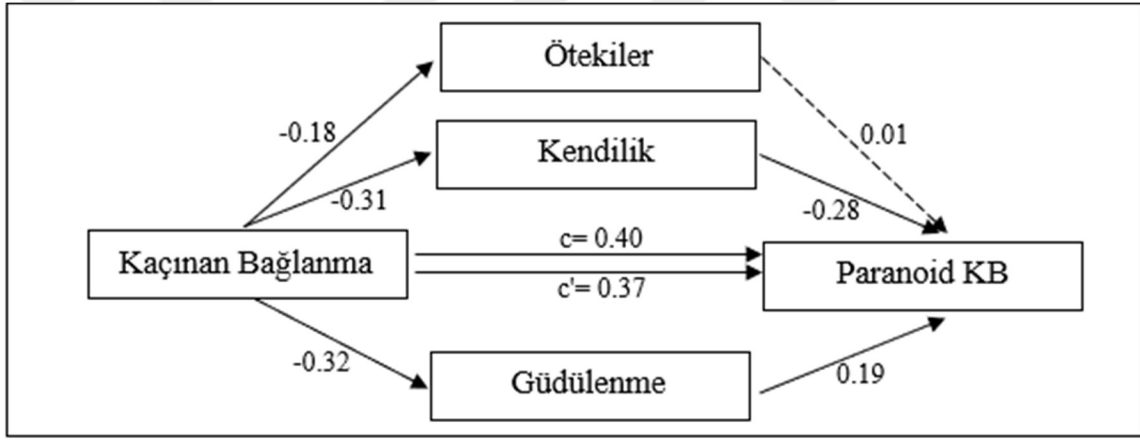 Ötekiler
-0.18
0.01
Kendilik
-0.31
-0.28
Kaçınan Bağlanma
c= 0.40
c'= 0.37
Paranoid KB
-0.32
Güdülenme
0.19